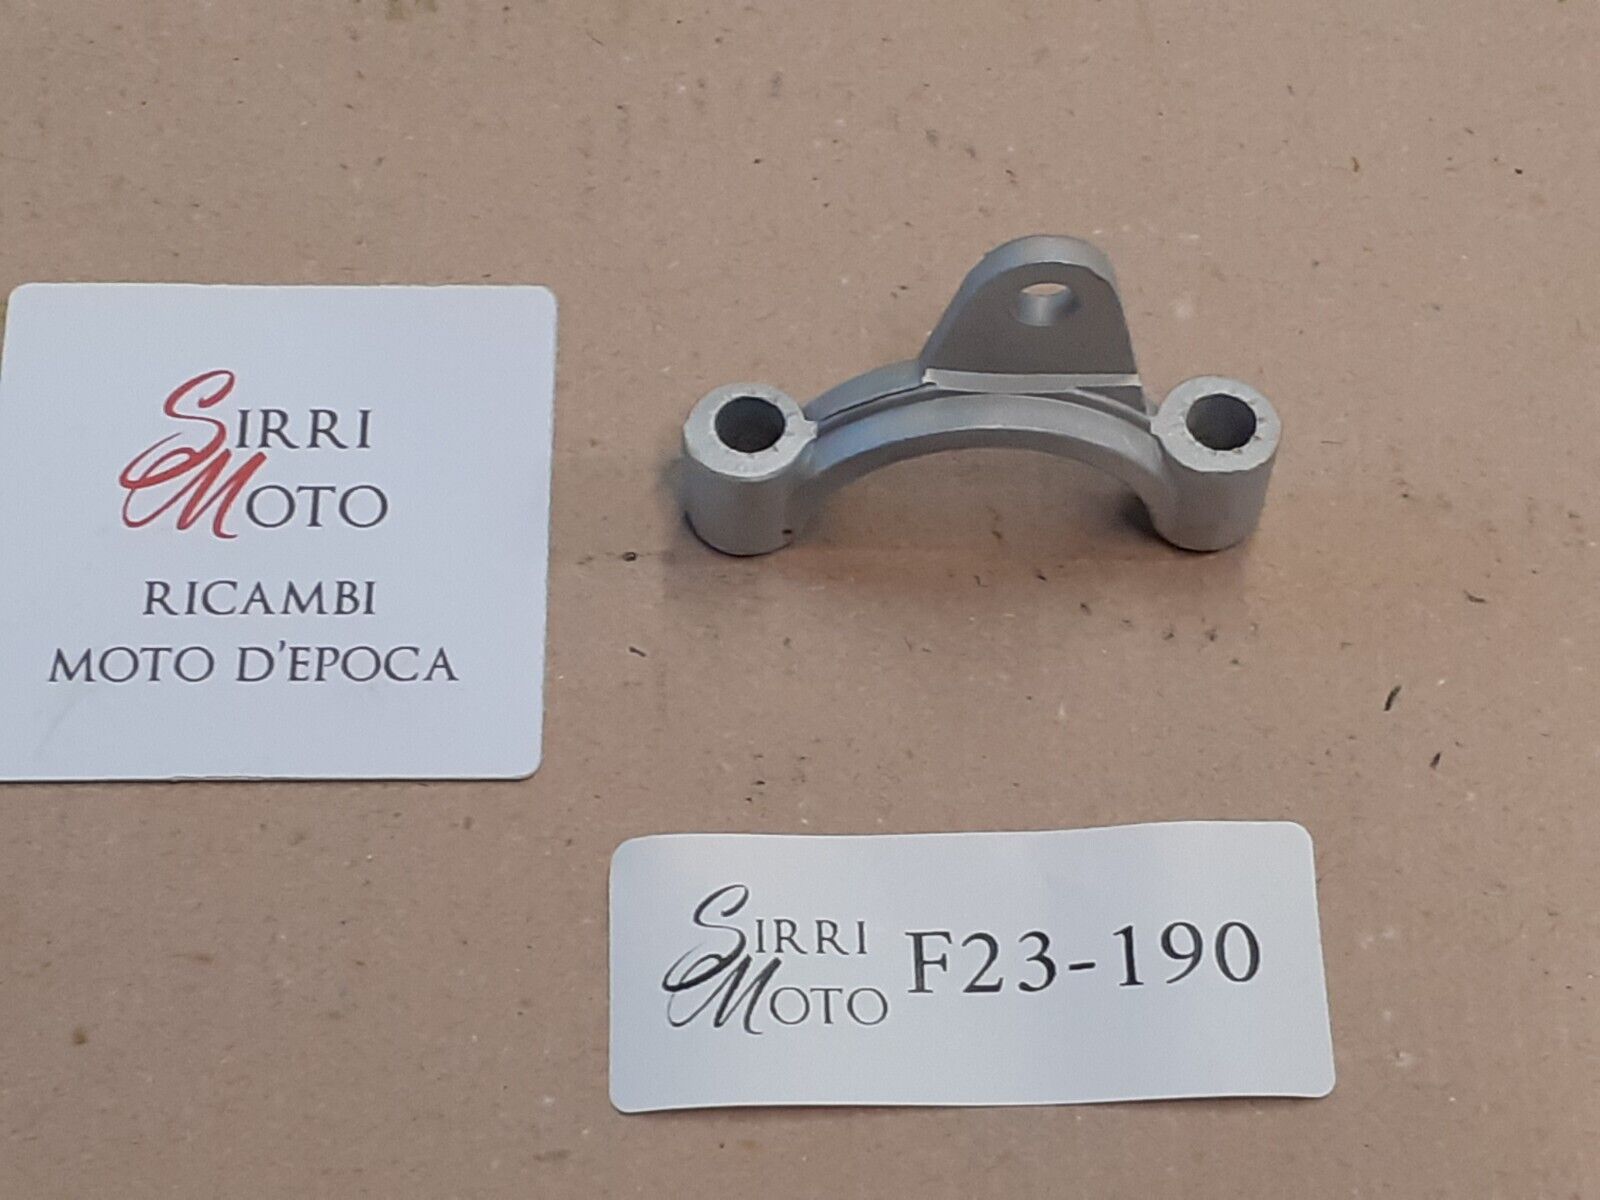 SIRRI
MOTO
RICAMBI
MOTO D'EPOCA
SIRRI
MOTO
F23-190